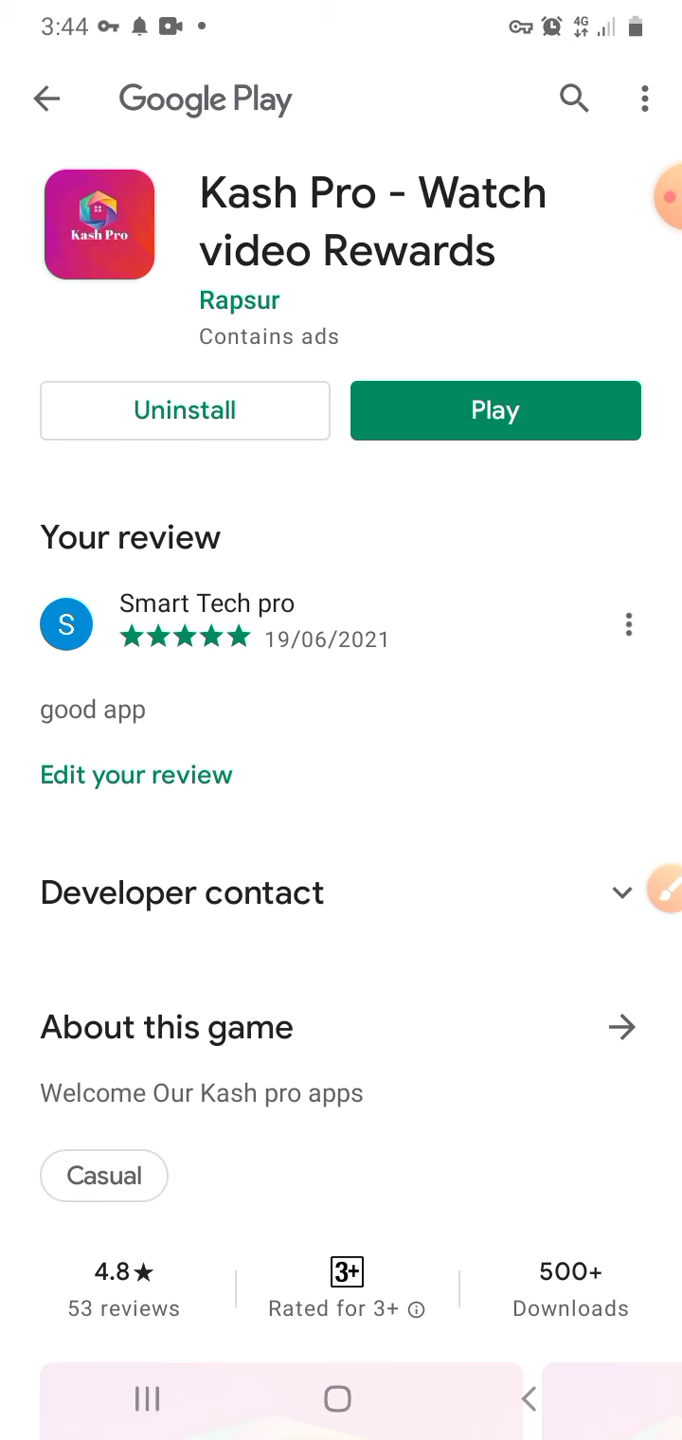 3:44
4G
Google Play
Kash Pro
Kash Pro - Watch
video Rewards
Rapsur
Contains ads
Uninstall
Play
Your review
S
Smart Tech pro
19/06/2021
good app
Edit your review
Developer contact
About this game
Welcome Our Kash pro apps
Casual
4.8★
53 reviews
3+
Rated for 3+
500+
Downloads